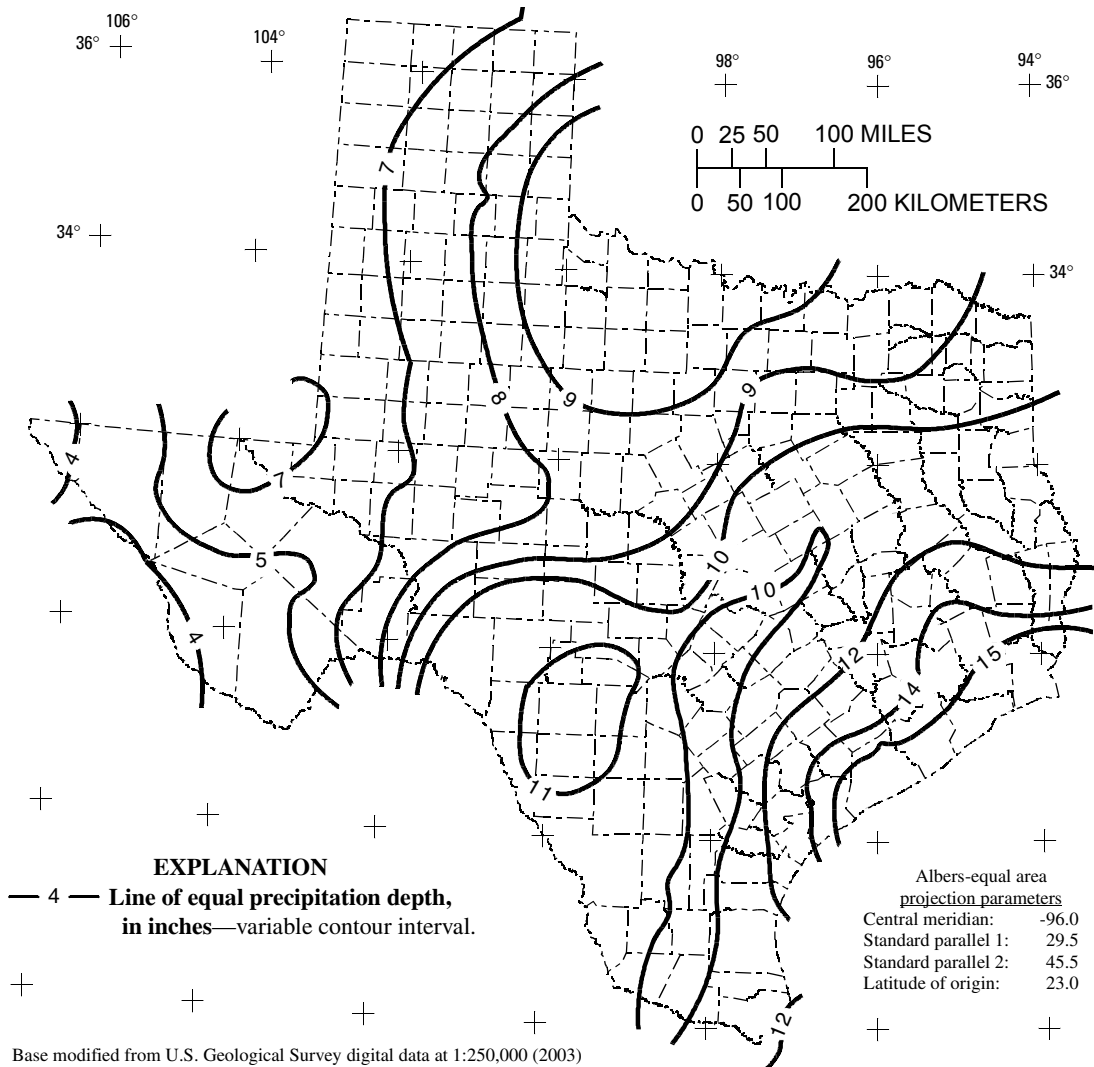 106°
36°
104°
98°
96°
94°
36°
0 25 50 100 MILES
0 50 100 200 KILOMETERS
7
34°
34°
8
9
9
4
7
5
10
10
4
12
15
14
11
EXPLANATION
4 Line of equal precipitation depth,
in inches—variable contour interval.
Albers-equal area
projection parameters
Central meridian: -96.0
Standard parallel 1: 29.5
Standard parallel 2: 45.5
Latitude of origin: 23.0
12
Base modified from U.S. Geological Survey digital data at 1:250,000 (2003)